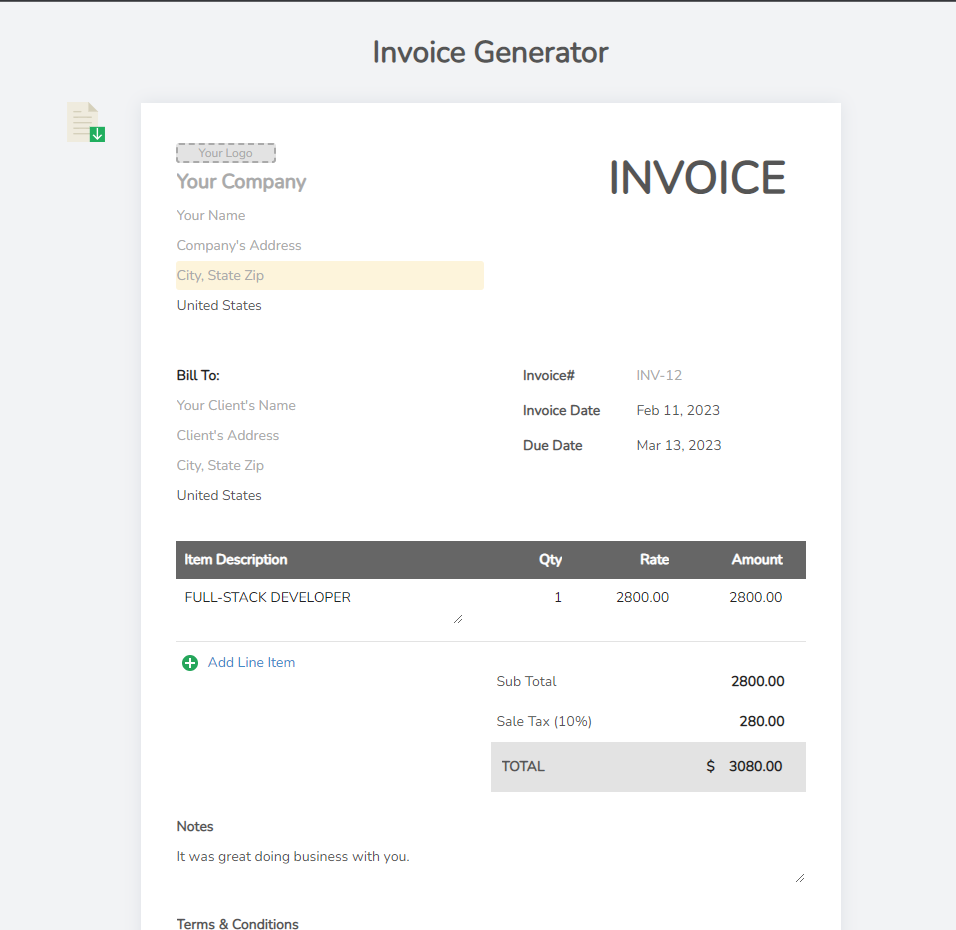 Invoice Generator
Your Logo
Your Company
INVOICE
Your Name
Company's Address
City, State Zip
United States
Bill To:
Your Client's Name
Client's Address
City, State Zip
United States
Invoice# INV-12
Invoice Date Feb 11, 2023
Due Date Mar 13, 2023
Item Description Qty Rate Amount
FULL-STACK DEVELOPER 1 2800.00 2800.00
Add Line Item
Sub Total 2800.00
Sale Tax (10%) 280.00
TOTAL $ 3080.00
Notes
It was great doing business with you.
Terms & Conditions